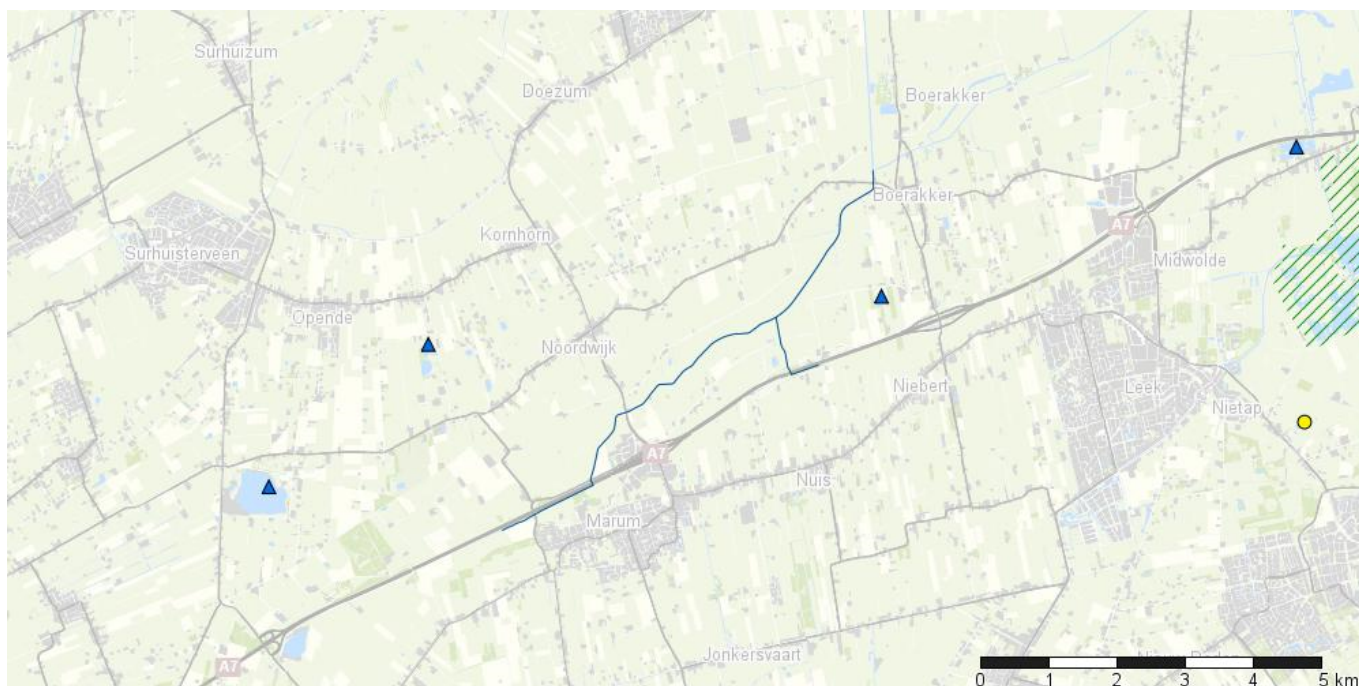 Surhuizum
Doezum
Boerakker
Boerakker
A7
Kornhorn
Surhuisterveen
Midwolde
Opende
Noordwijk
Niebert
Leek
Nietap
A7
Nuis
Marum
Jonkersvaart
A7
0 1 2 3 4 5 km